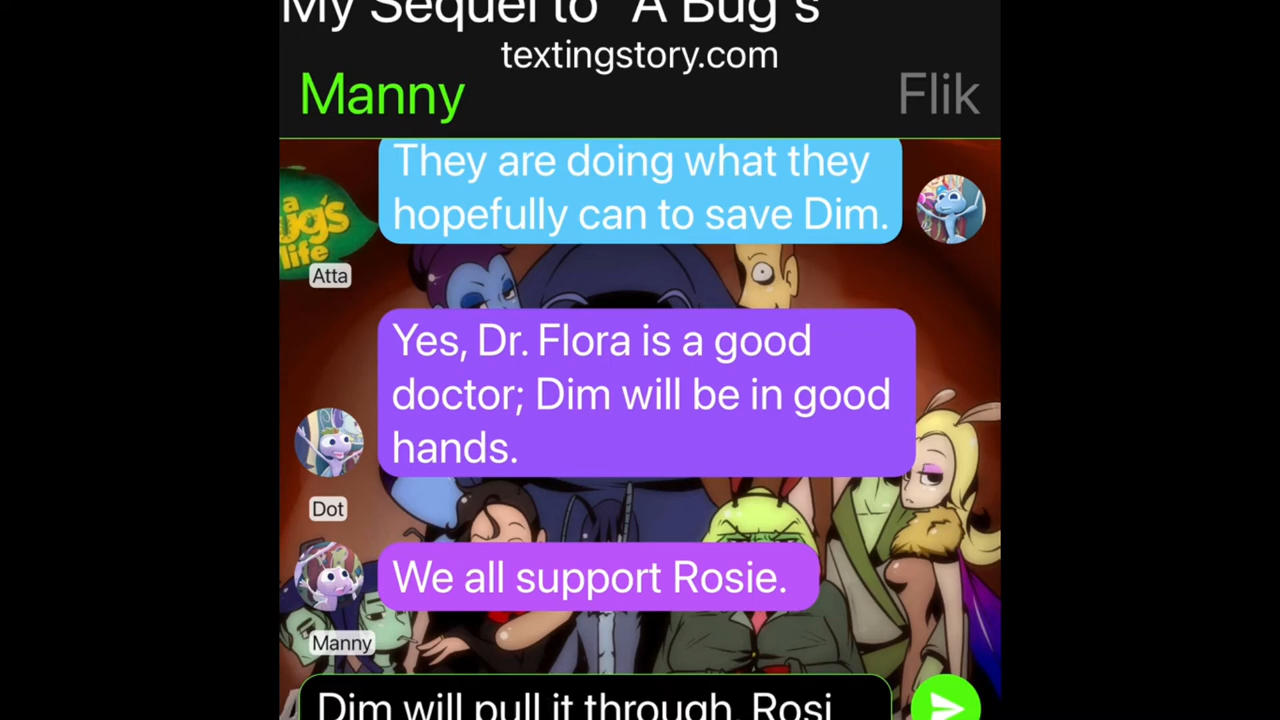 My Sequel to "A Bug's
textingstory.com
Manny
Flik
They are doing what they
hopefully can to save Dim.
a
bug's
life
Atta
Yes, Dr. Flora is a good
doctor; Dim will be in good
hands.
Dot
We all support Rosie.
Manny
Dim will pull it through, Rosi